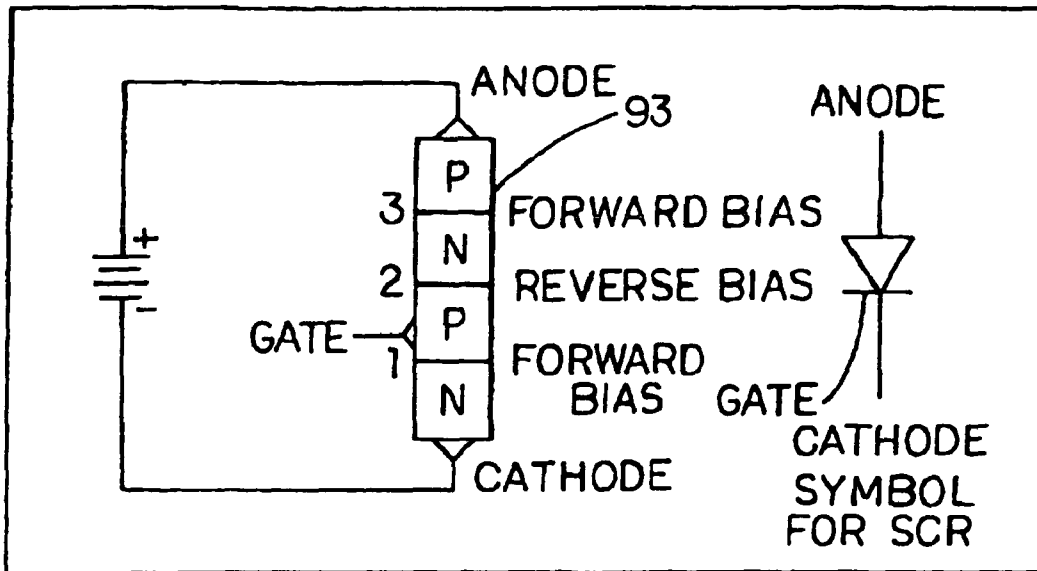 ANODE
93
P
3
FORWARD BIAS
N
2
REVERSE BIAS
+
-
GATE
P
1
FORWARD
BIAS
N
CATHODE
ANODE
GATE
CATHODE
SYMBOL
FOR SCR